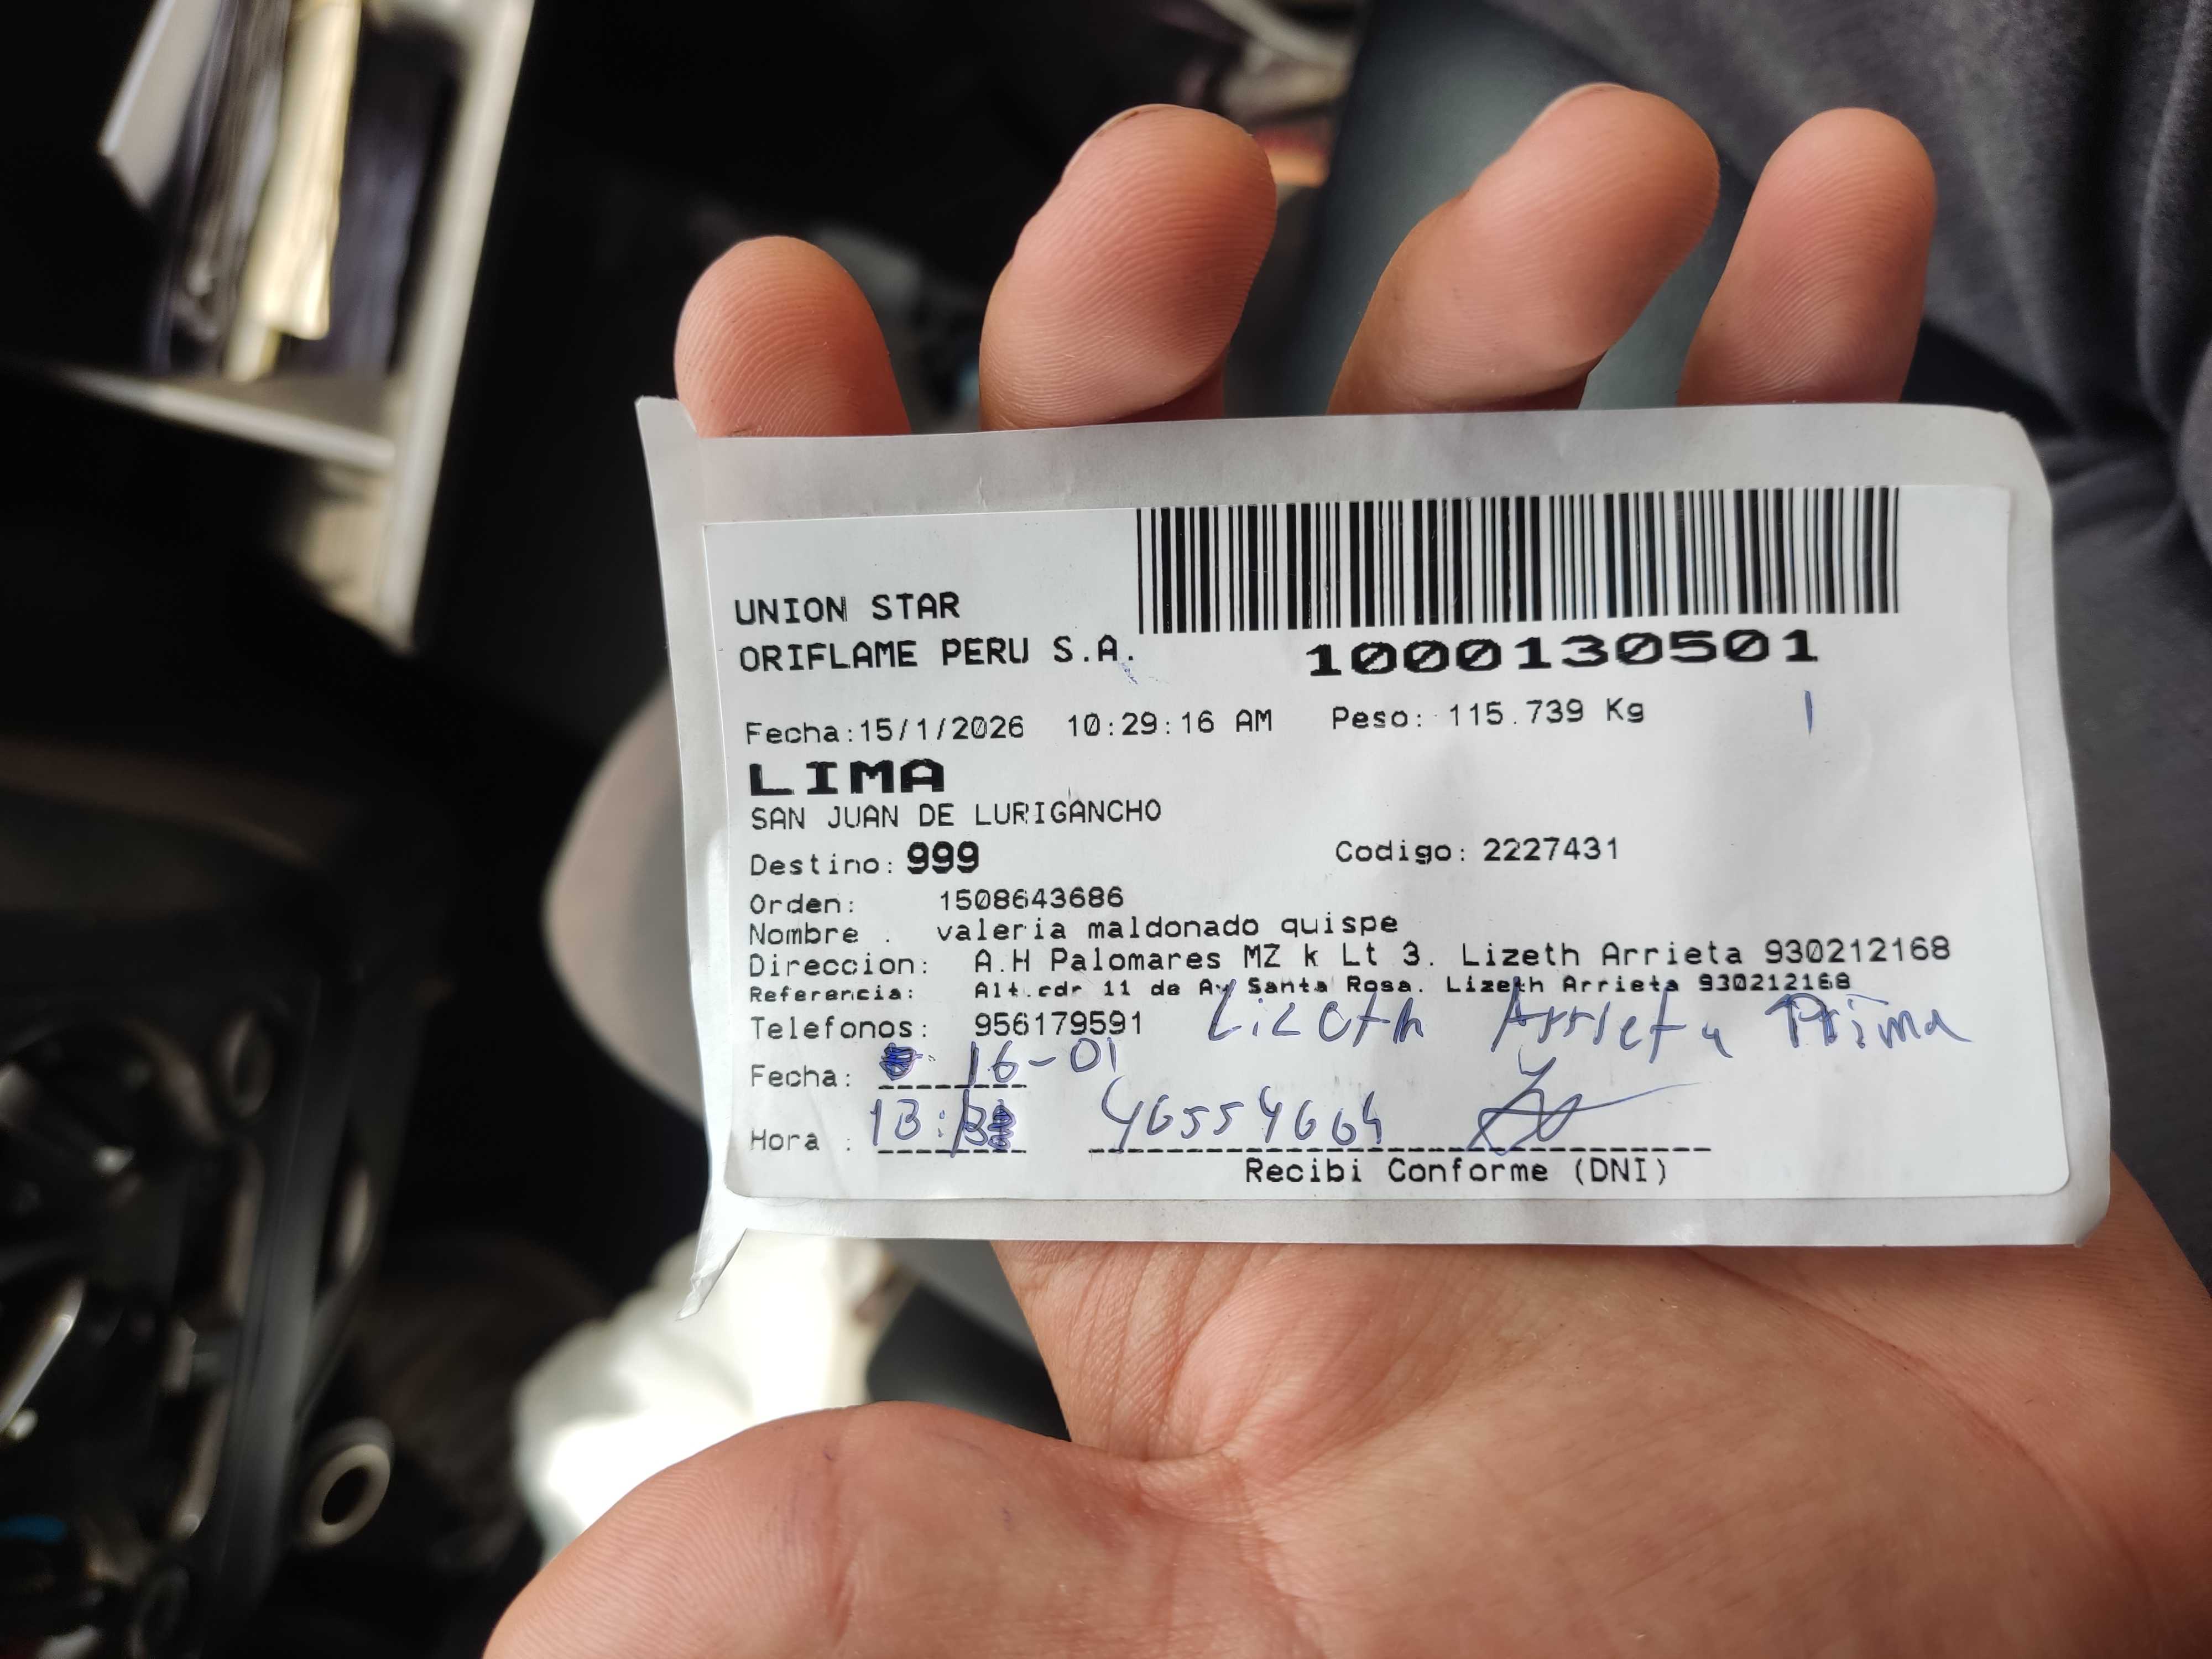 UNION STAR
ORIFLAME PERU S.A.
1000130501
Fecha:15/1/2026 10:29:16 AM Peso: 115.739 Kg
LIMA
SAN JUAN DE LURIGANCHO
Destino: 999 Codigo: 2227431
Orden: 1508643686
Nombre : valeria maldonado quispe
Direccion: A.H Palomares MZ k Lt 3. Lizeth Arrieta 930212168
Referencia: Alt.cdr 11 de Av Santa Rosa. Lizeth Arrieta 930212168
Telefonos: 956179591 Lizeth Arrieta Prima
Fecha: 16-01
Hora : 46554664
Recibi Conforme (DNI)